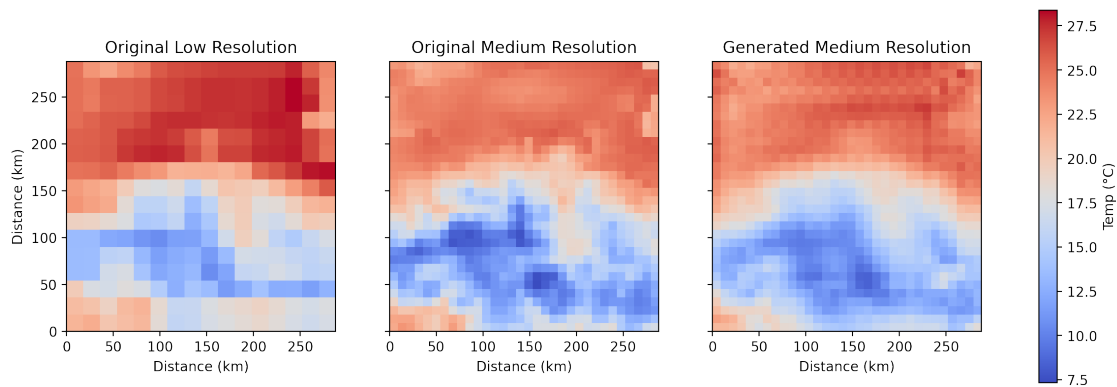 Original Low Resolution
Original Medium Resolution
Generated Medium Resolution
Distance (km)
250
200
150
100
50
0
0 50 100 150 200 250
Distance (km)
0 50 100 150 200 250
Distance (km)
0 50 100 150 200 250
Distance (km)
27.5
25.0
22.5
20.0
17.5
15.0
12.5
10.0
7.5
Temp (°C)